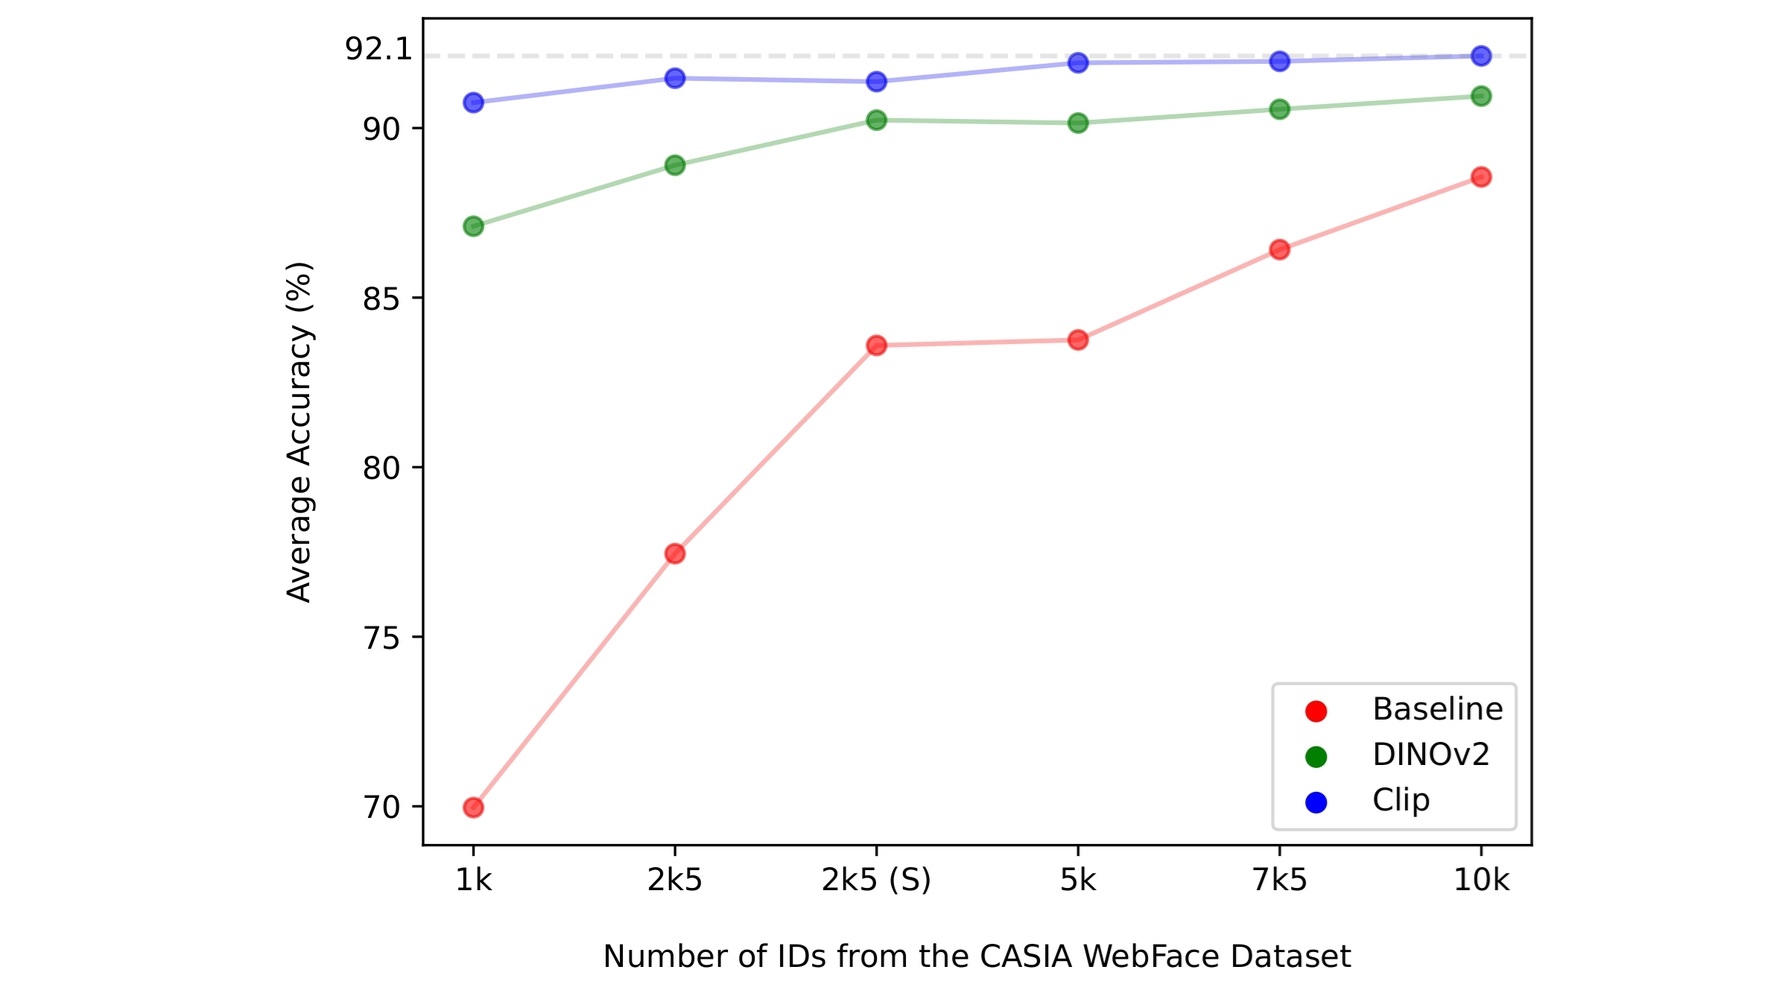 92.1
90
85
80
75
70
Average Accuracy (%)
Baseline
DINOv2
Clip
1k 2k5 2k5 (S) 5k 7k5 10k
Number of IDs from the CASIA WebFace Dataset